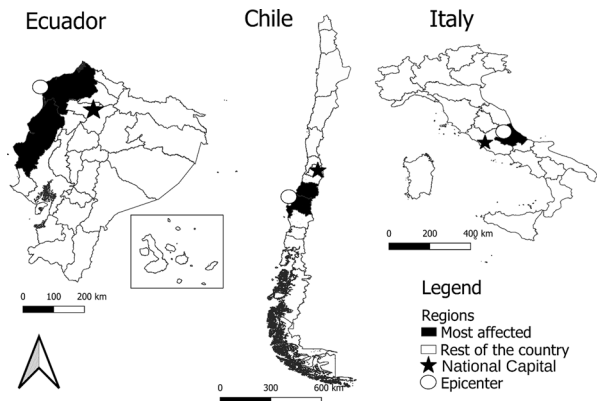 Ecuador
Chile
Italy
0 100 200 km
0 200 400 km
0 300 600 km
Legend
Regions
Most affected
Rest of the country
National Capital
Epicenter